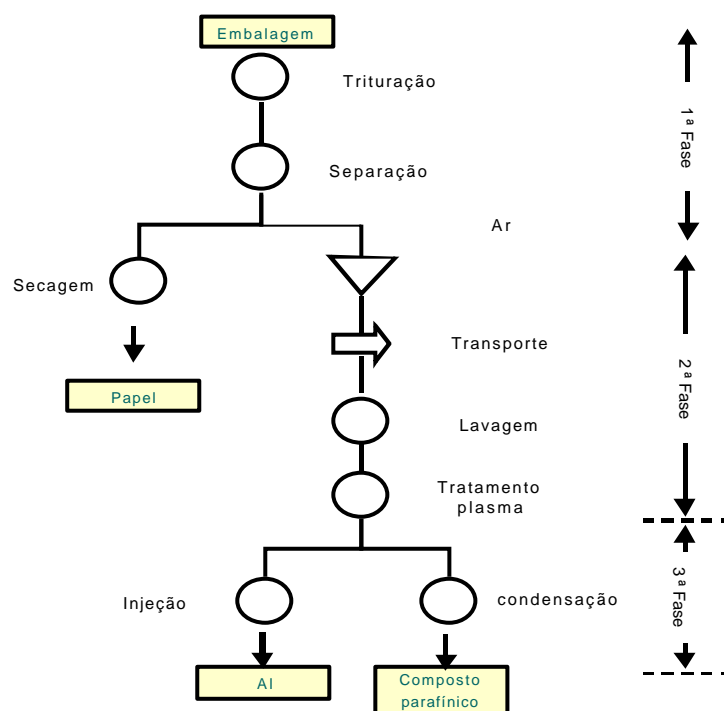 Embalagem
Trituração
1ª Fase
Separação
Ar
Secagem
Transporte
Papel
2ª Fase
Lavagem
Tratamento
plasma
Injeção
condensação
3ª Fase
Al
Composto
parafínico